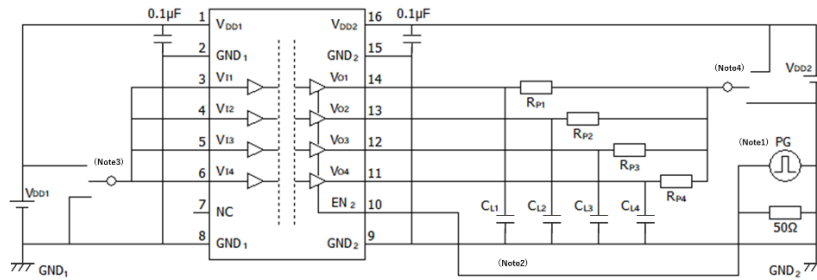 0.1μF 0.1μF
1 VDD1 VDD2 16
2 GND1 GND2 15
3 VI1 VO1 14
4 VI2 VO2 13
5 VI3 VO3 12
6 VI4 VO4 11
7 NC EN2 10
8 GND1 GND2 9
(Note3)
VDD1
GND1
RP1
RP2
RP3
RP4
CL1 CL2 CL3 CL4
(Note4)
VDD2
(Note1) PG
50Ω
(Note2)
GND2